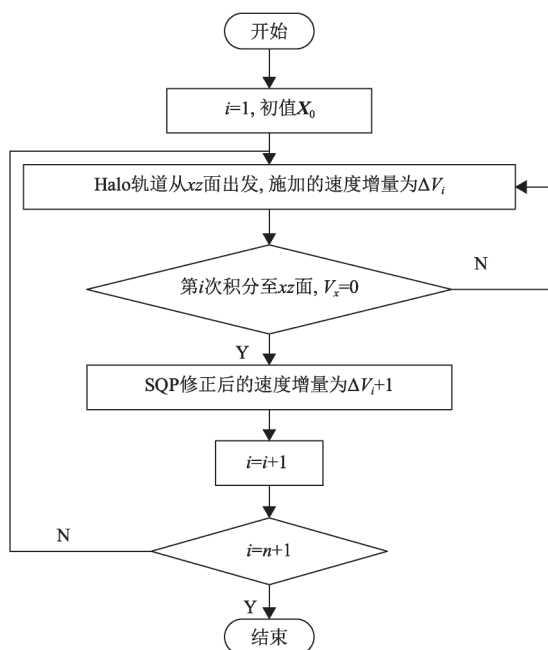 开始
i=1, 初值X₀
Halo轨道从xz面出发, 施加的速度增量为ΔVᵢ
第i次积分至xz面, Vₓ=0
N
Y
SQP修正后的速度增量为ΔVᵢ+1
i=i+1
N
i=n+1
Y
结束